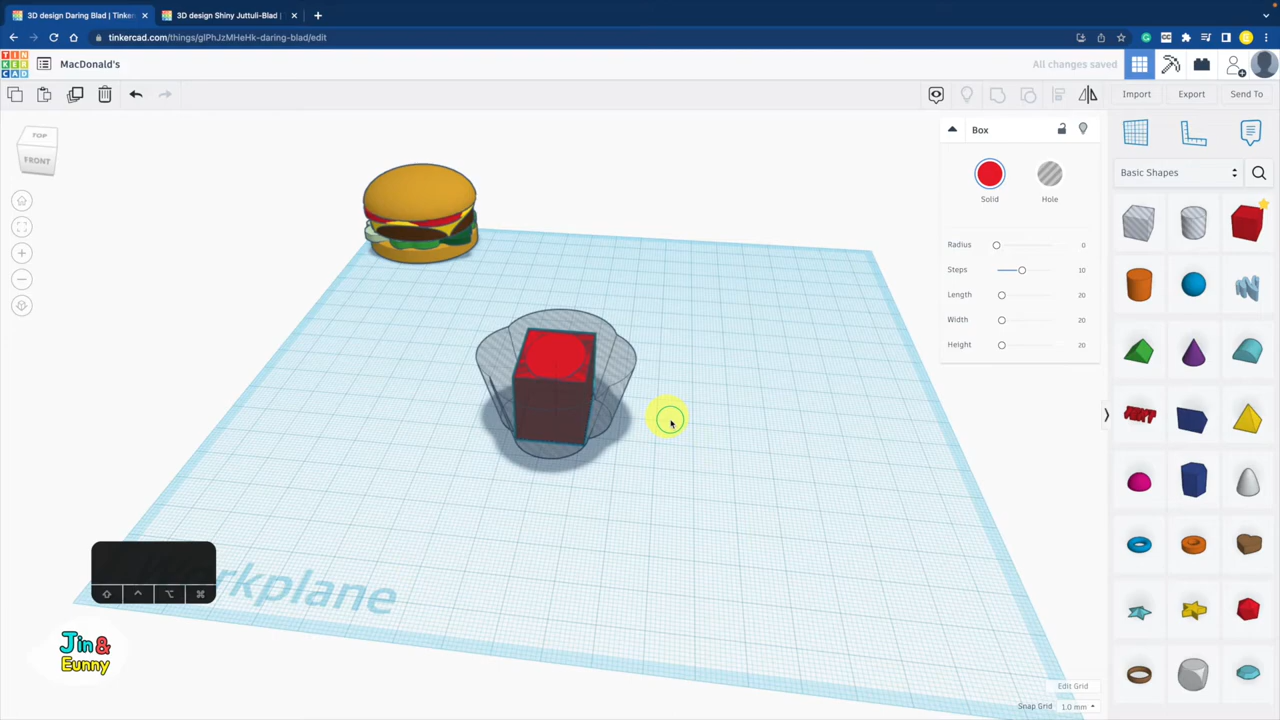 3D design Daring Blad | Tinker
3D design Shiny Juttuli-Blad |
tinkercad.com/things/glPhJzMHeHk-daring-blad/edit
TIN
KER
CAD
MacDonald's
All changes saved
Import
Export
Send To
TOP
FRONT
Box
Solid
Hole
Radius 0
Steps 10
Length 20
Width 20
Height 20
Basic Shapes
TEXT
Workplane
Jin&
Eunny
Edit Grid
Snap Grid 1.0 mm